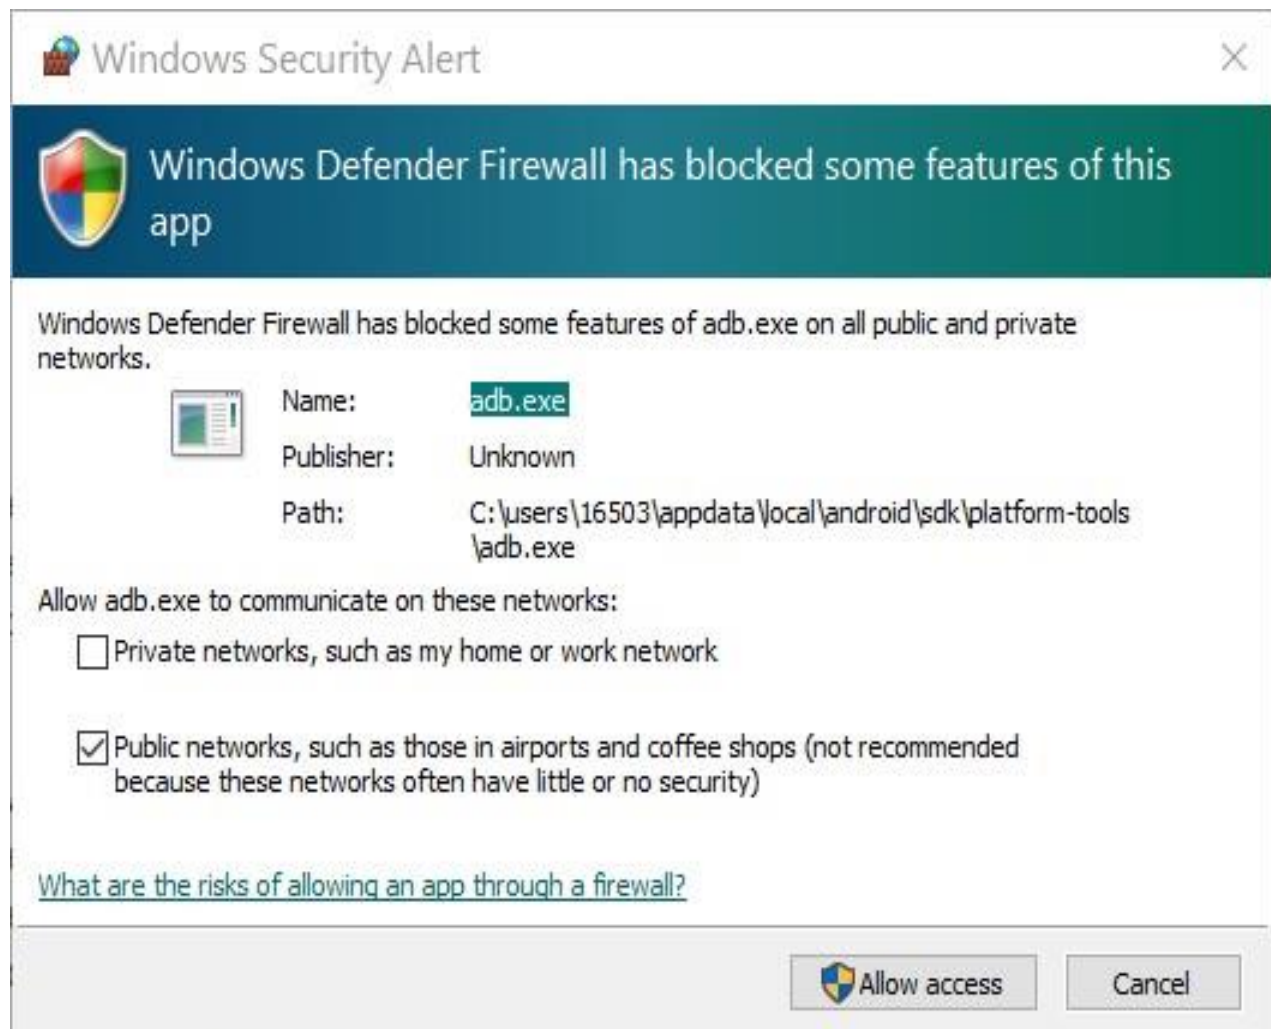 Windows Security Alert
Windows Defender Firewall has blocked some features of this
app
Windows Defender Firewall has blocked some features of adb.exe on all public and private
networks.
Name: adb.exe
Publisher: Unknown
Path: C:\users\16503\appdata\local\android\sdk\platform-tools
\adb.exe
Allow adb.exe to communicate on these networks:
Private networks, such as my home or work network
Public networks, such as those in airports and coffee shops (not recommended
because these networks often have little or no security)
What are the risks of allowing an app through a firewall?
Allow access Cancel